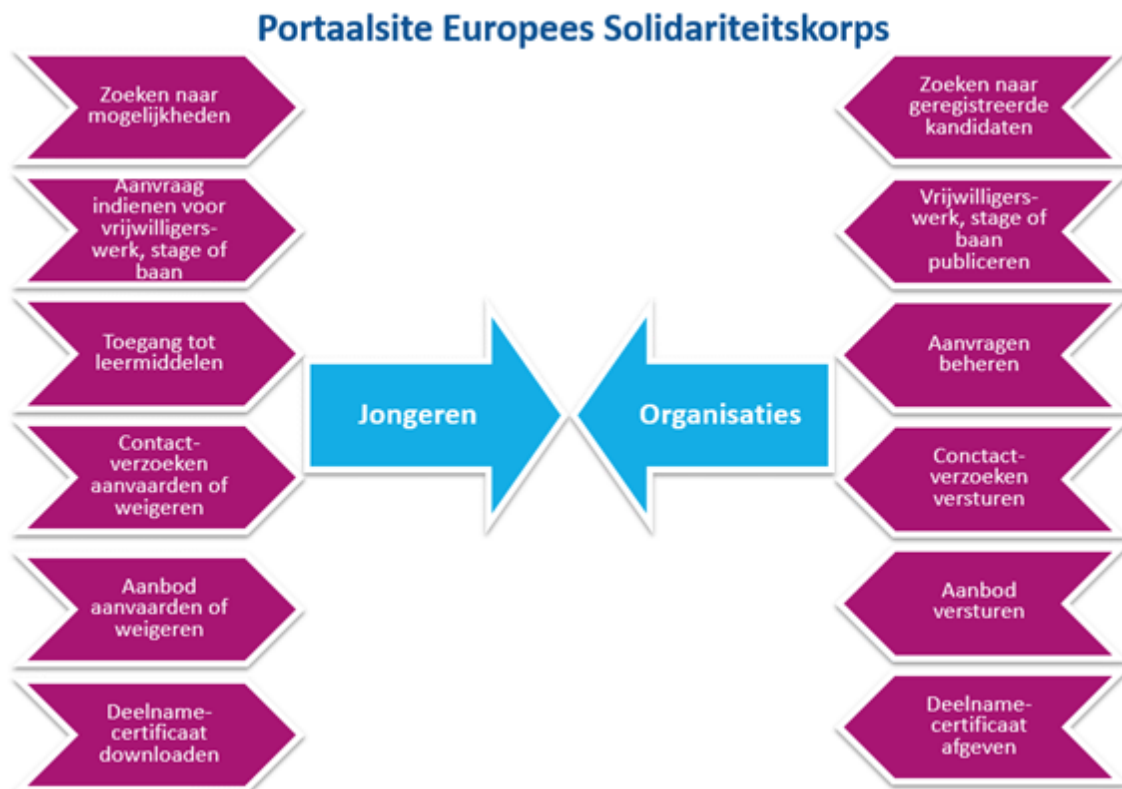 Portaalsite Europees Solidariteitskorps
Zoeken naar
mogelijkheden
Aanvraag
indienen voor
vrijwilligers-
werk, stage of
baan
Toegang tot
leermiddelen
Contact-
verzoeken
aanvaarden of
weigeren
Aanbod
aanvaarden of
weigeren
Deelname-
certificaat
downloaden
Jongeren
Organisaties
Zoeken naar
geregistreerde
kandidaten
Vrijwilligers-
werk, stage of
baan
publiceren
Aanvragen
beheren
Conctact-
verzoeken
versturen
Aanbod
versturen
Deelname-
certificaat
afgeven